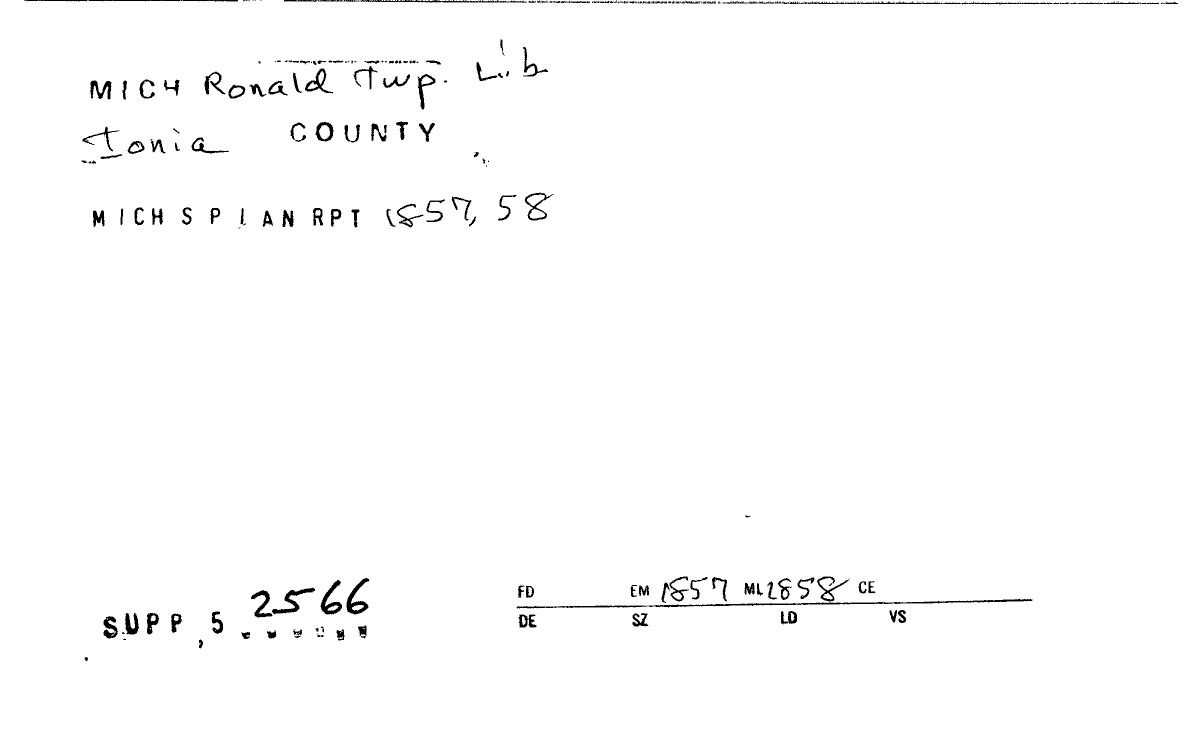 MICH Ronald Twp. Lib
Ionia COUNTY
MICH S P L AN RPT 1857, 58
SUPP, 5 2566
FD EM 1857 ML 1858 CE
DE SZ LD VS